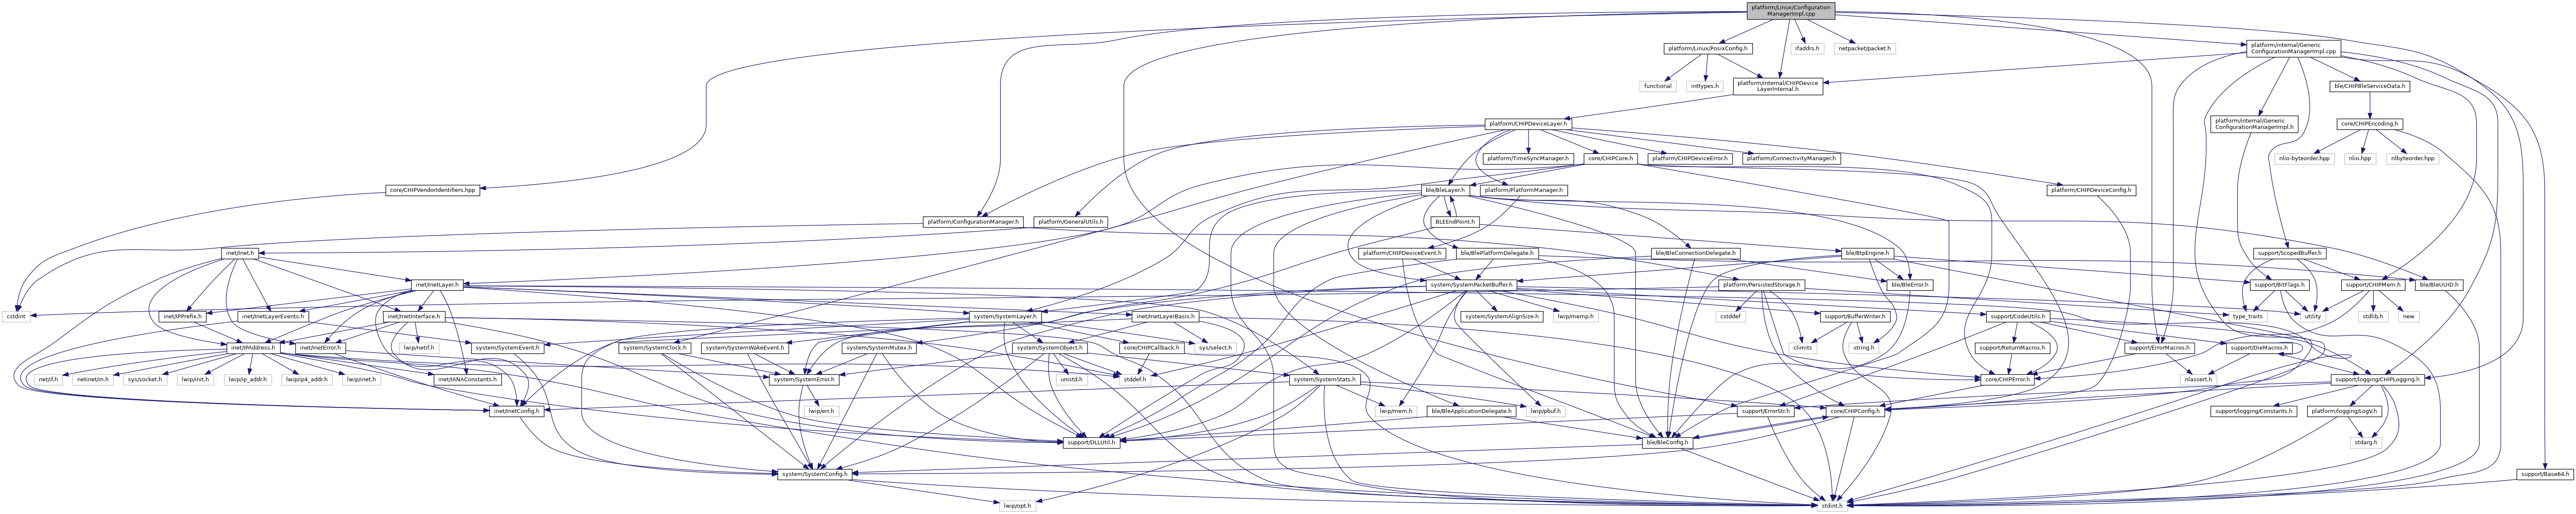 platform/Linux/Configuration
ManagerImpl.cpp
platform/Linux/PosixConfig.h
ifaddrs.h
netpacket/packet.h
platform/internal/Generic
ConfigurationManagerImpl.cpp
functional
inttypes.h
platform/internal/CHIPDevice
LayerInternal.h
ble/CHIPBleServiceData.h
platform/CHIPDeviceLayer.h
platform/internal/Generic
ConfigurationManagerImpl.h
core/CHIPEncoding.h
platform/TimeSyncManager.h
core/CHIPCore.h
platform/CHIPDeviceError.h
platform/ConnectivityManager.h
nlio-byteorder.hpp
nlio.hpp
nlbyteorder.hpp
core/CHIPVendorIdentifiers.hpp
ble/BleLayer.h
platform/PlatformManager.h
platform/CHIPDeviceConfig.h
platform/ConfigurationManager.h
platform/GeneralUtils.h
BLEEndPoint.h
inet/Inet.h
platform/CHIPDeviceEvent.h
ble/BlePlatformDelegate.h
ble/BleConnectionDelegate.h
ble/BtpEngine.h
support/ScopedBuffer.h
inet/InetLayer.h
system/SystemPacketBuffer.h
platform/PersistedStorage.h
ble/BleError.h
support/BitFlags.h
support/CHIPMem.h
ble/BleUUID.h
cstdint
inet/IPPrefix.h
inet/InetLayerEvents.h
inet/InetInterface.h
system/SystemLayer.h
inet/InetLayerBasis.h
system/SystemAlignSize.h
lwip/memp.h
cstddef
support/BufferWriter.h
support/CodeUtils.h
type_traits
utility
stdlib.h
new
inet/IPAddress.h
inet/InetError.h
lwip/netif.h
system/SystemEvent.h
system/SystemClock.h
system/SystemWakeEvent.h
system/SystemMutex.h
system/SystemObject.h
core/CHIPCallback.h
sys/select.h
climits
string.h
support/ReturnMacros.h
support/ErrorMacros.h
support/DieMacros.h
net/if.h
netinet/in.h
sys/socket.h
lwip/init.h
lwip/ip_addr.h
lwip/ip4_addr.h
lwip/inet.h
inet/IANAConstants.h
system/SystemError.h
unistd.h
stddef.h
system/SystemStats.h
core/CHIPError.h
nlassert.h
support/logging/CHIPLogging.h
inet/InetConfig.h
lwip/err.h
lwip/mem.h
ble/BleApplicationDelegate.h
lwip/pbuf.h
support/ErrorStr.h
core/CHIPConfig.h
support/logging/Constants.h
platform/logging/LogV.h
support/DLLUtil.h
ble/BleConfig.h
stdarg.h
system/SystemConfig.h
support/Base64.h
lwip/opt.h
stdint.h